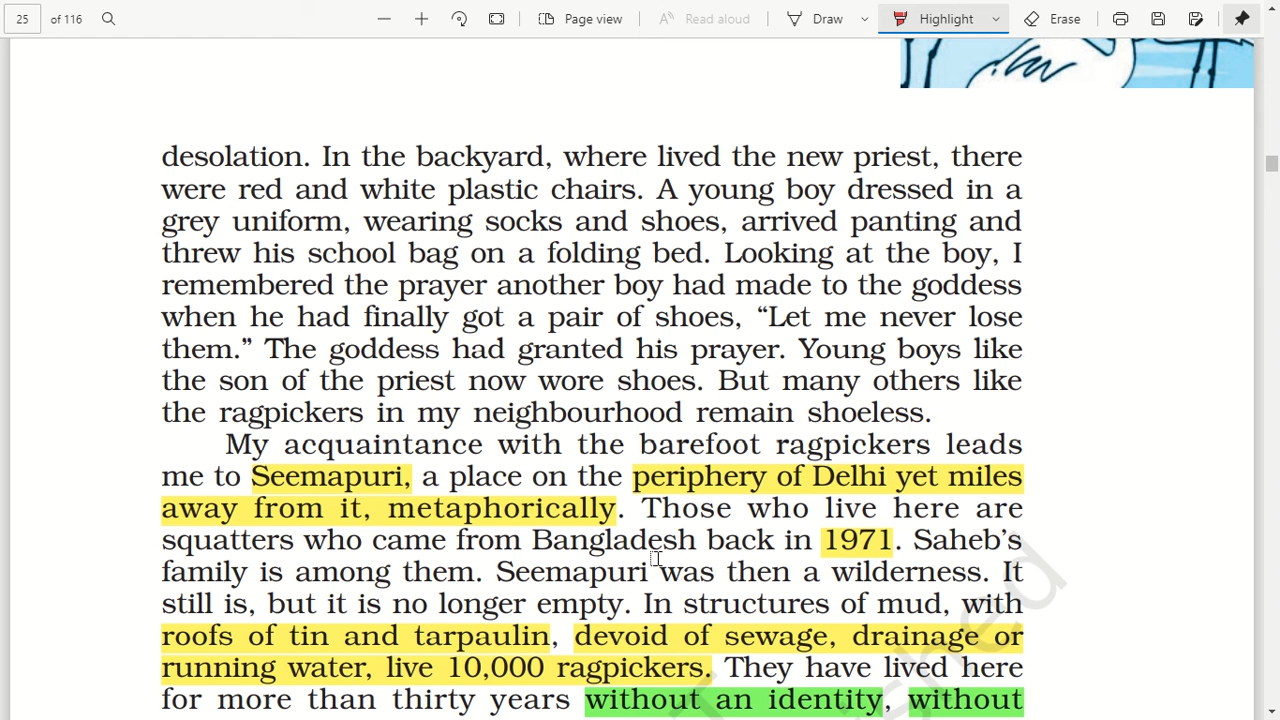 25 of 116 Page view Read aloud Draw Highlight Erase
desolation. In the backyard, where lived the new priest, there
were red and white plastic chairs. A young boy dressed in a
grey uniform, wearing socks and shoes, arrived panting and
threw his school bag on a folding bed. Looking at the boy, I
remembered the prayer another boy had made to the goddess
when he had finally got a pair of shoes, “Let me never lose
them.” The goddess had granted his prayer. Young boys like
the son of the priest now wore shoes. But many others like
the ragpickers in my neighbourhood remain shoeless.
My acquaintance with the barefoot ragpickers leads
me to Seemapuri, a place on the periphery of Delhi yet miles
away from it, metaphorically. Those who live here are
squatters who came from Bangladesh back in 1971. Saheb’s
family is among them. Seemapuri was then a wilderness. It
still is, but it is no longer empty. In structures of mud, with
roofs of tin and tarpaulin, devoid of sewage, drainage or
running water, live 10,000 ragpickers. They have lived here
for more than thirty years without an identity, without